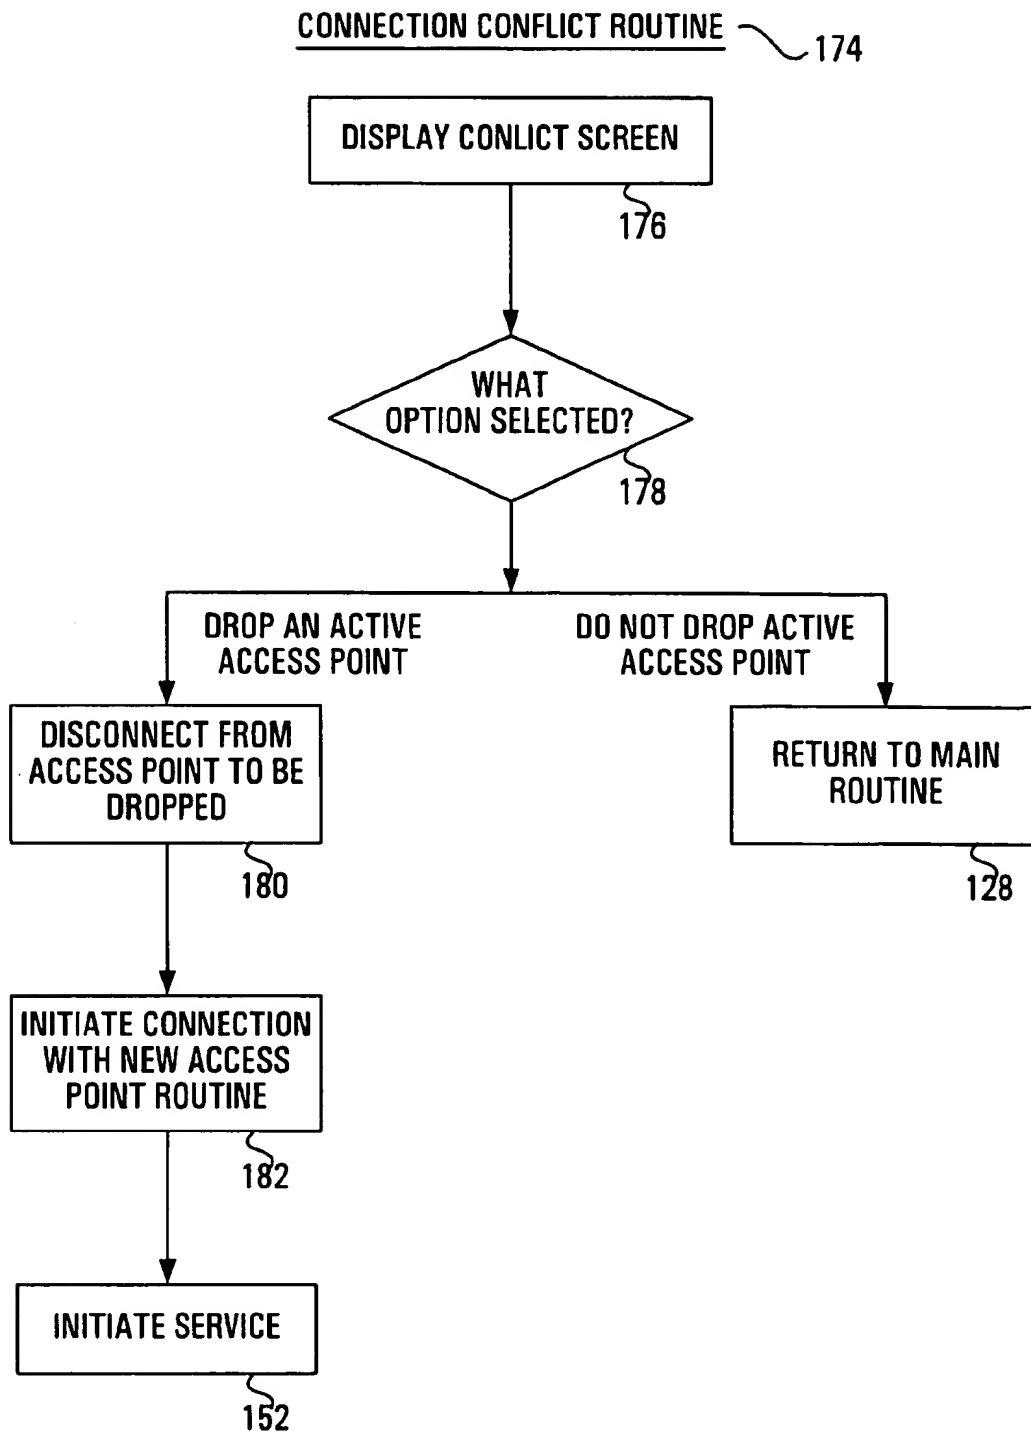 CONNECTION CONFLICT ROUTINE
174
DISPLAY CONLICT SCREEN
176
WHAT
OPTION SELECTED?
178
DROP AN ACTIVE
ACCESS POINT
DO NOT DROP ACTIVE
ACCESS POINT
DISCONNECT FROM
ACCESS POINT TO BE
DROPPED
180
RETURN TO MAIN
ROUTINE
128
INITIATE CONNECTION
WITH NEW ACCESS
POINT ROUTINE
182
INITIATE SERVICE
152